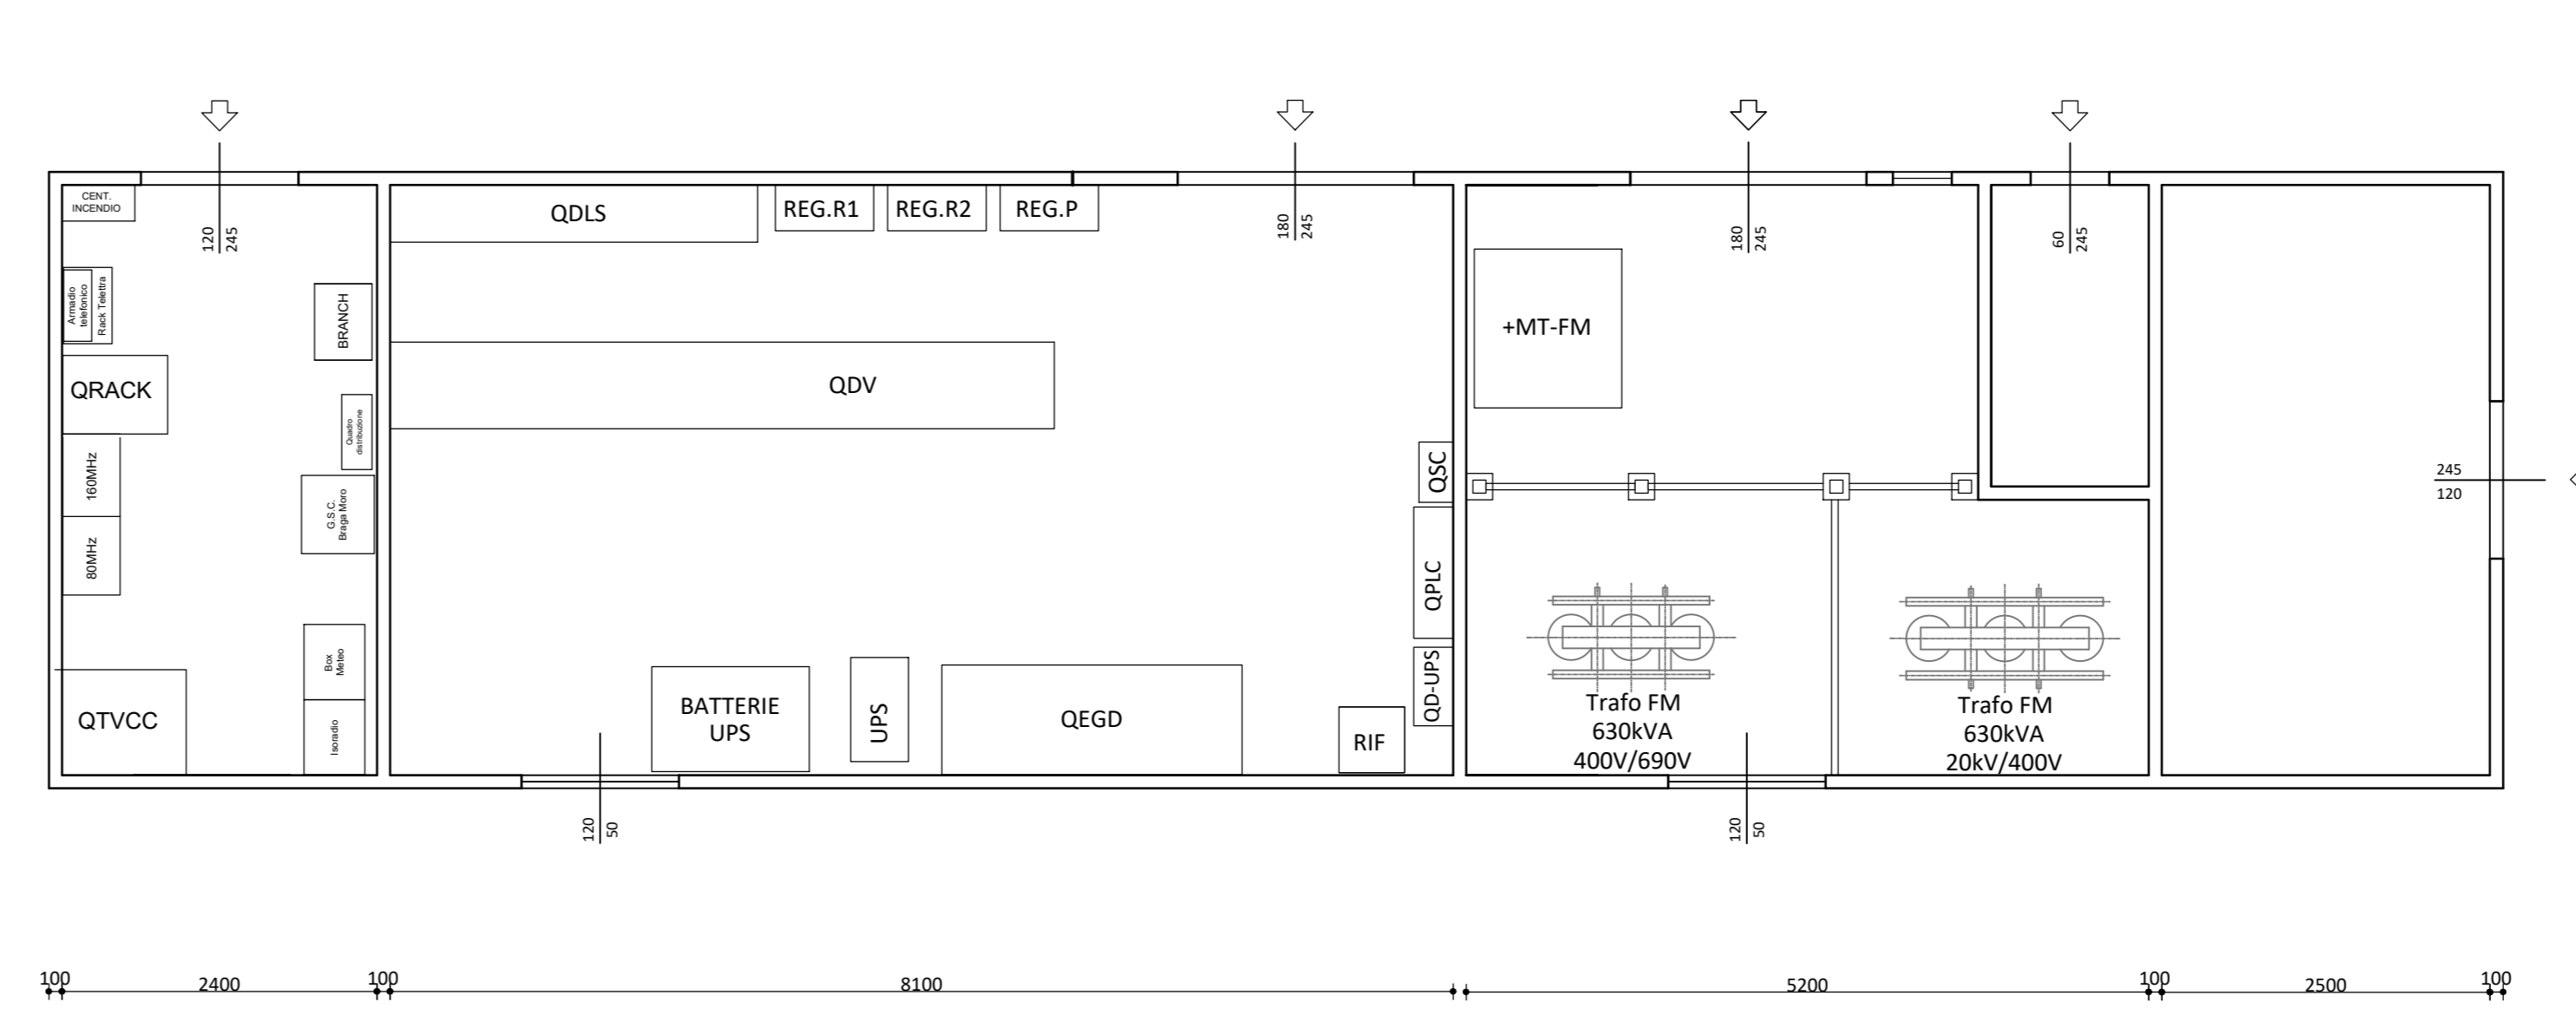 CENT.
INCENDIO
120
245
Armadio
telefonico
Rack Telettra
BRANCH
QRACK
Quadro
distribuzione
160MHz
G.S.C.
Braga Moro
80MHz
Box
Meteo
QTVCC
Isoradio
QDLS
REG.R1
REG.R2
REG.P
180
245
QDV
QSC
QPLC
QD-UPS
BATTERIE
UPS
UPS
QEGD
RIF
120
50
180
245
+MT-FM
60
245
Trafo FM
630kVA
400V/690V
Trafo FM
630kVA
20kV/400V
120
50
245
120
100
2400
100
8100
5200
100
2500
100